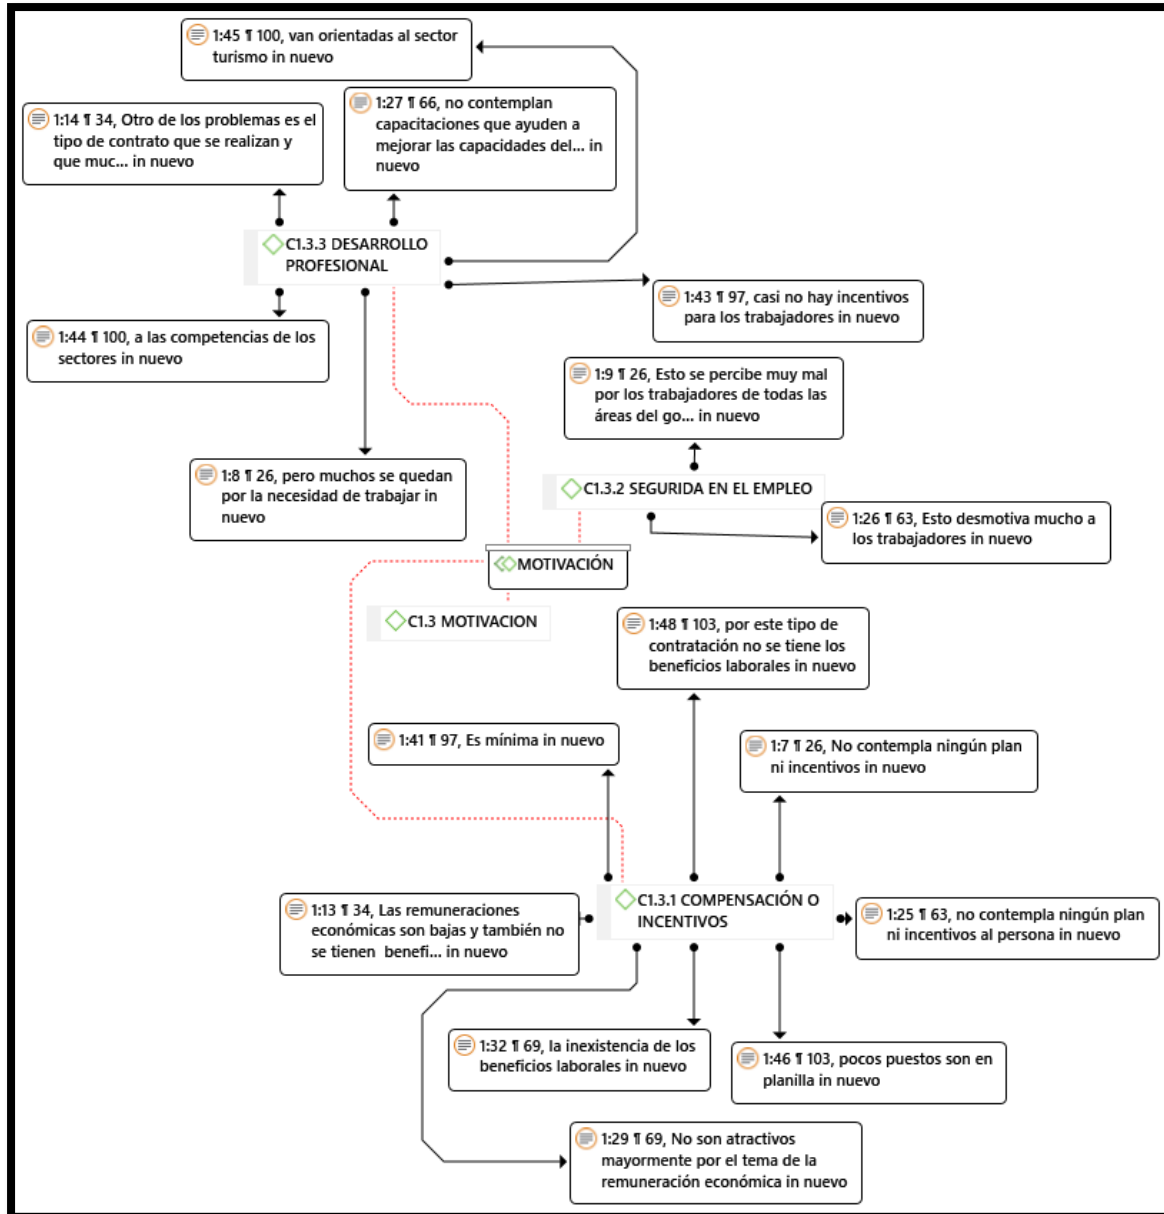 1:45 ¶ 100, van orientadas al sector
turismo in nuevo
1:14 ¶ 34, Otro de los problemas es el
tipo de contrato que se realizan y
que muc... in nuevo
1:27 ¶ 66, no contemplan
capacitaciones que ayuden a
mejorar las capacidades del... in
nuevo
C1.3.3 DESARROLLO
PROFESIONAL
1:43 ¶ 97, casi no hay incentivos
para los trabajadores in nuevo
1:44 ¶ 100, a las competencias de los
sectores in nuevo
1:9 ¶ 26, Esto se percibe muy mal
por los trabajadores de todas las
áreas del go... in nuevo
1:8 ¶ 26, pero muchos se quedan
por la necesidad de trabajar in
nuevo
C1.3.2 SEGURIDA EN EL EMPLEO
1:26 ¶ 63, Esto desmotiva mucho a
los trabajadores in nuevo
MOTIVACIÓN
C1.3 MOTIVACION
1:48 ¶ 103, por este tipo de
contratación no se tiene los
beneficios laborales in nuevo
1:41 ¶ 97, Es mínima in nuevo
1:7 ¶ 26, No contempla ningún plan
ni incentivos in nuevo
C1.3.1 COMPENSACIÓN O
INCENTIVOS
1:13 ¶ 34, Las remuneraciones
económicas son bajas y también no
se tienen benefi... in nuevo
1:25 ¶ 63, no contempla ningún plan
ni incentivos al persona in nuevo
1:32 ¶ 69, la inexistencia de los
beneficios laborales in nuevo
1:46 ¶ 103, pocos puestos son en
planilla in nuevo
1:29 ¶ 69, No son atractivos
mayormente por el tema de la
remuneración económica in nuevo